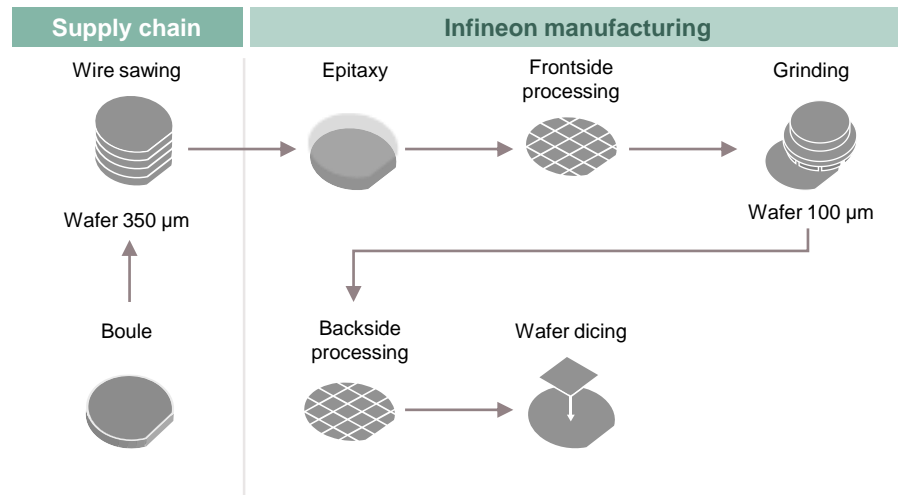 Supply chain
Infineon manufacturing
Wire sawing
Epitaxy
Frontside
processing
Grinding
Wafer 350 µm
Wafer 100 µm
Boule
Backside
processing
Wafer dicing